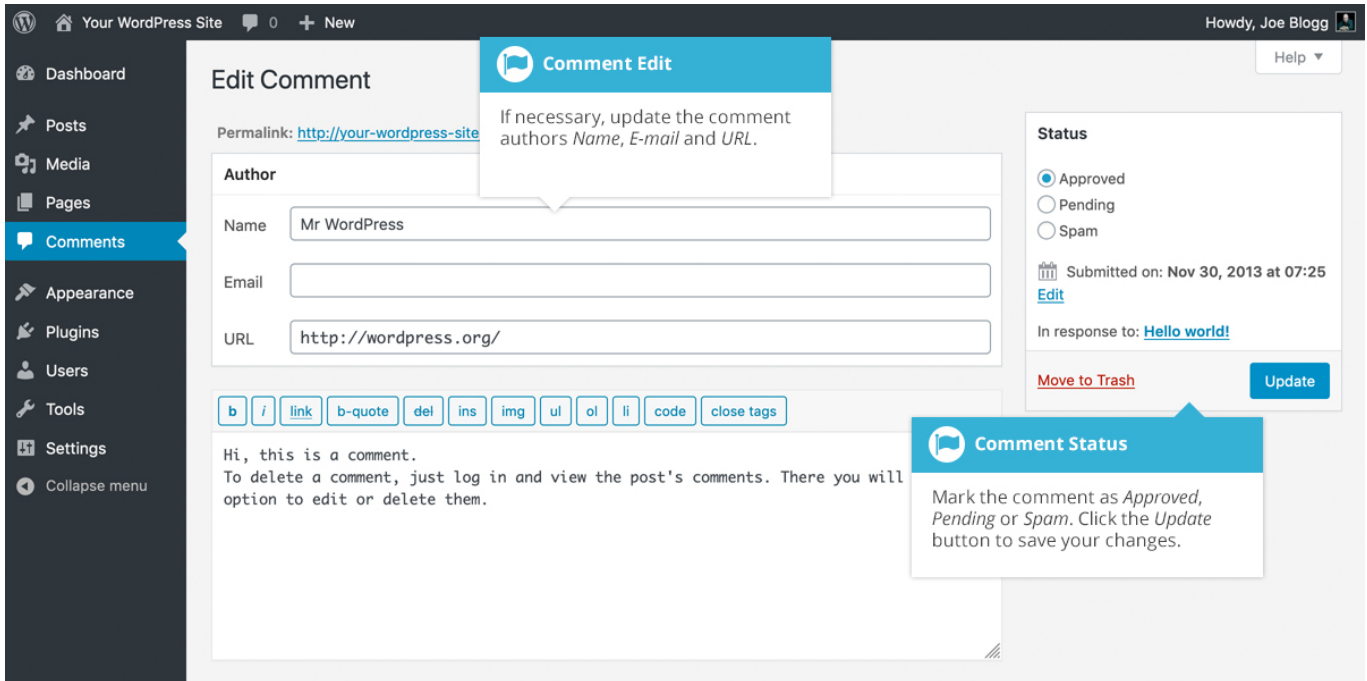 Your WordPress Site 0 New Howdy, Joe Blogg
Help
Dashboard
Posts
Media
Pages
Comments
Appearance
Plugins
Users
Tools
Settings
Collapse menu
Edit Comment
Permalink: http://your-wordpress-site
Comment Edit
If necessary, update the comment
authors Name, E-mail and URL.
Author
Name Mr WordPress
Email
URL http://wordpress.org/
b i link b-quote del ins img ul ol li code close tags
Hi, this is a comment.
To delete a comment, just log in and view the post's comments. There you will
option to edit or delete them.
Status
Approved
Pending
Spam
Submitted on: Nov 30, 2013 at 07:25
Edit
In response to: Hello world!
Move to Trash Update
Comment Status
Mark the comment as Approved,
Pending or Spam. Click the Update
button to save your changes.